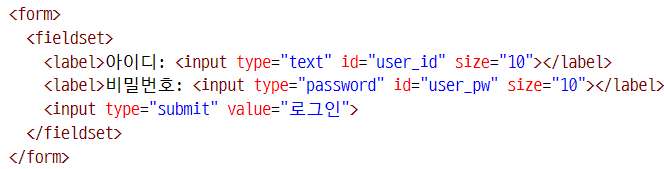 <form>
<fieldset>
<label>아이디: <input type="text" id="user_id" size="10"></label>
<label>비밀번호: <input type="password" id="user_pw" size="10"></label>
<input type="submit" value="로그인">
</fieldset>
</form>